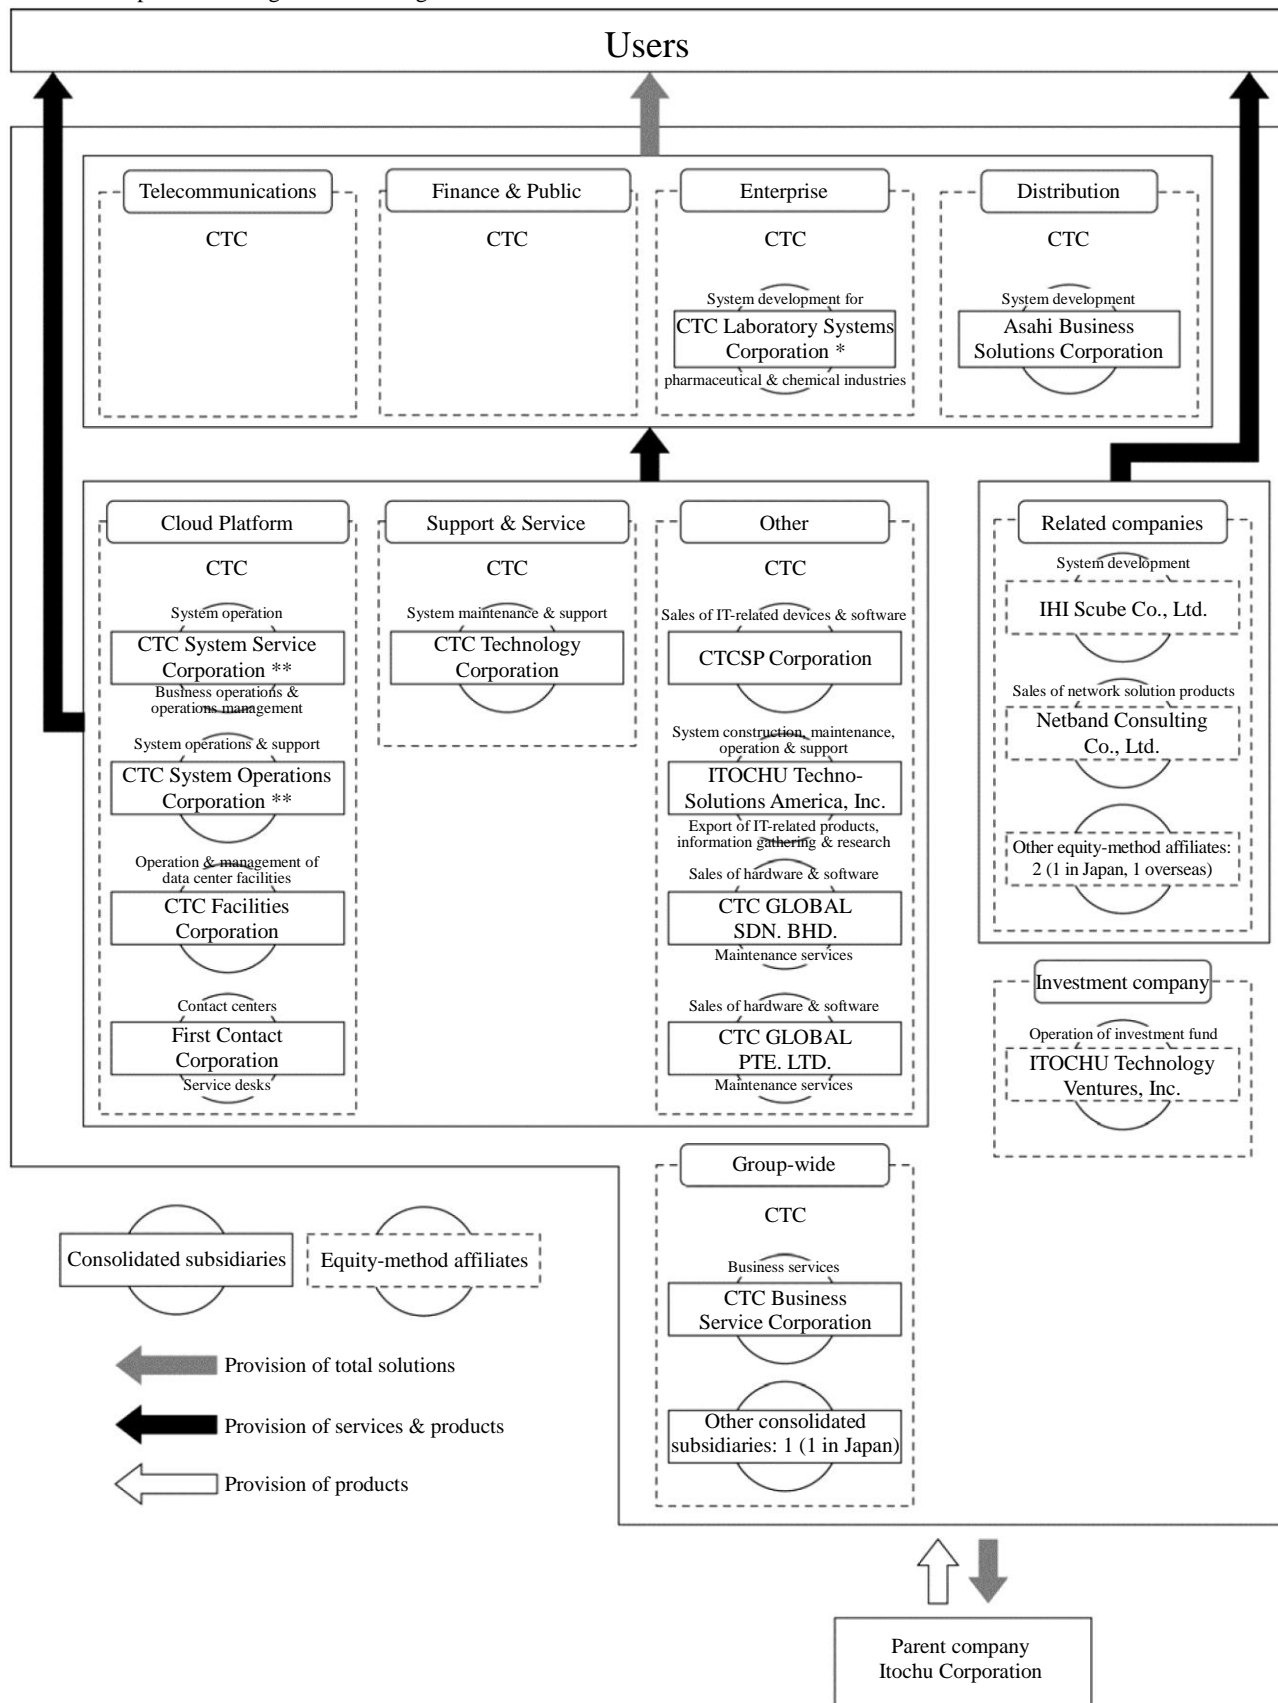 Users
Telecommunications
CTC
Finance & Public
CTC
Enterprise
CTC
System development for
CTC Laboratory Systems
Corporation *
pharmaceutical & chemical industries
Distribution
CTC
System development
Asahi Business
Solutions Corporation
Cloud Platform
CTC
System operation
CTC System Service
Corporation **
Business operations &
operations management
System operations & support
CTC System Operations
Corporation **
Operation & management of
data center facilities
CTC Facilities
Corporation
Contact centers
First Contact
Corporation
Service desks
Support & Service
CTC
System maintenance & support
CTC Technology
Corporation
Other
CTC
Sales of IT-related devices & software
CTCSP Corporation
System construction, maintenance,
operation & support
ITOCHU Techno-
Solutions America, Inc.
Export of IT-related products,
information gathering & research
Sales of hardware & software
CTC GLOBAL
SDN. BHD.
Maintenance services
Sales of hardware & software
CTC GLOBAL
PTE. LTD.
Maintenance services
Related companies
System development
IHI Scube Co., Ltd.
Sales of network solution products
Netband Consulting
Co., Ltd.
Other equity-method affiliates:
2 (1 in Japan, 1 overseas)
Investment company
Operation of investment fund
ITOCHU Technology
Ventures, Inc.
Group-wide
CTC
Business services
CTC Business
Service Corporation
Other consolidated
subsidiaries: 1 (1 in Japan)
Consolidated subsidiaries
Equity-method affiliates
Provision of total solutions
Provision of services & products
Provision of products
Parent company
Itochu Corporation